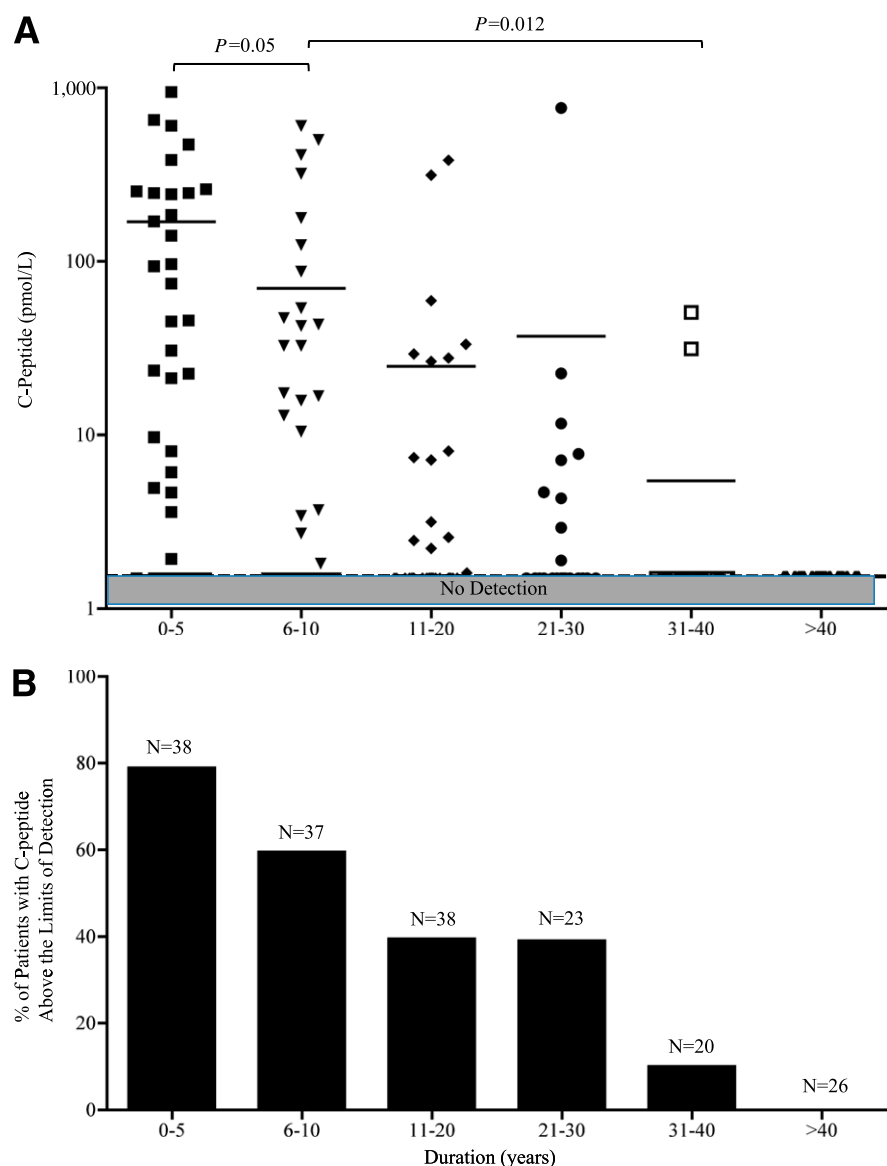 A
P=0.012
P=0.05
1,000
100
10
1
C-Peptide (pmol/L)
No Detection
0-5 6-10 11-20 21-30 31-40 >40
B
100
80
60
40
20
0
% of Patients with C-peptide
Above the Limits of Detection
N=38
N=37
N=38
N=23
N=20
N=26
0-5 6-10 11-20 21-30 31-40 >40
Duration (years)